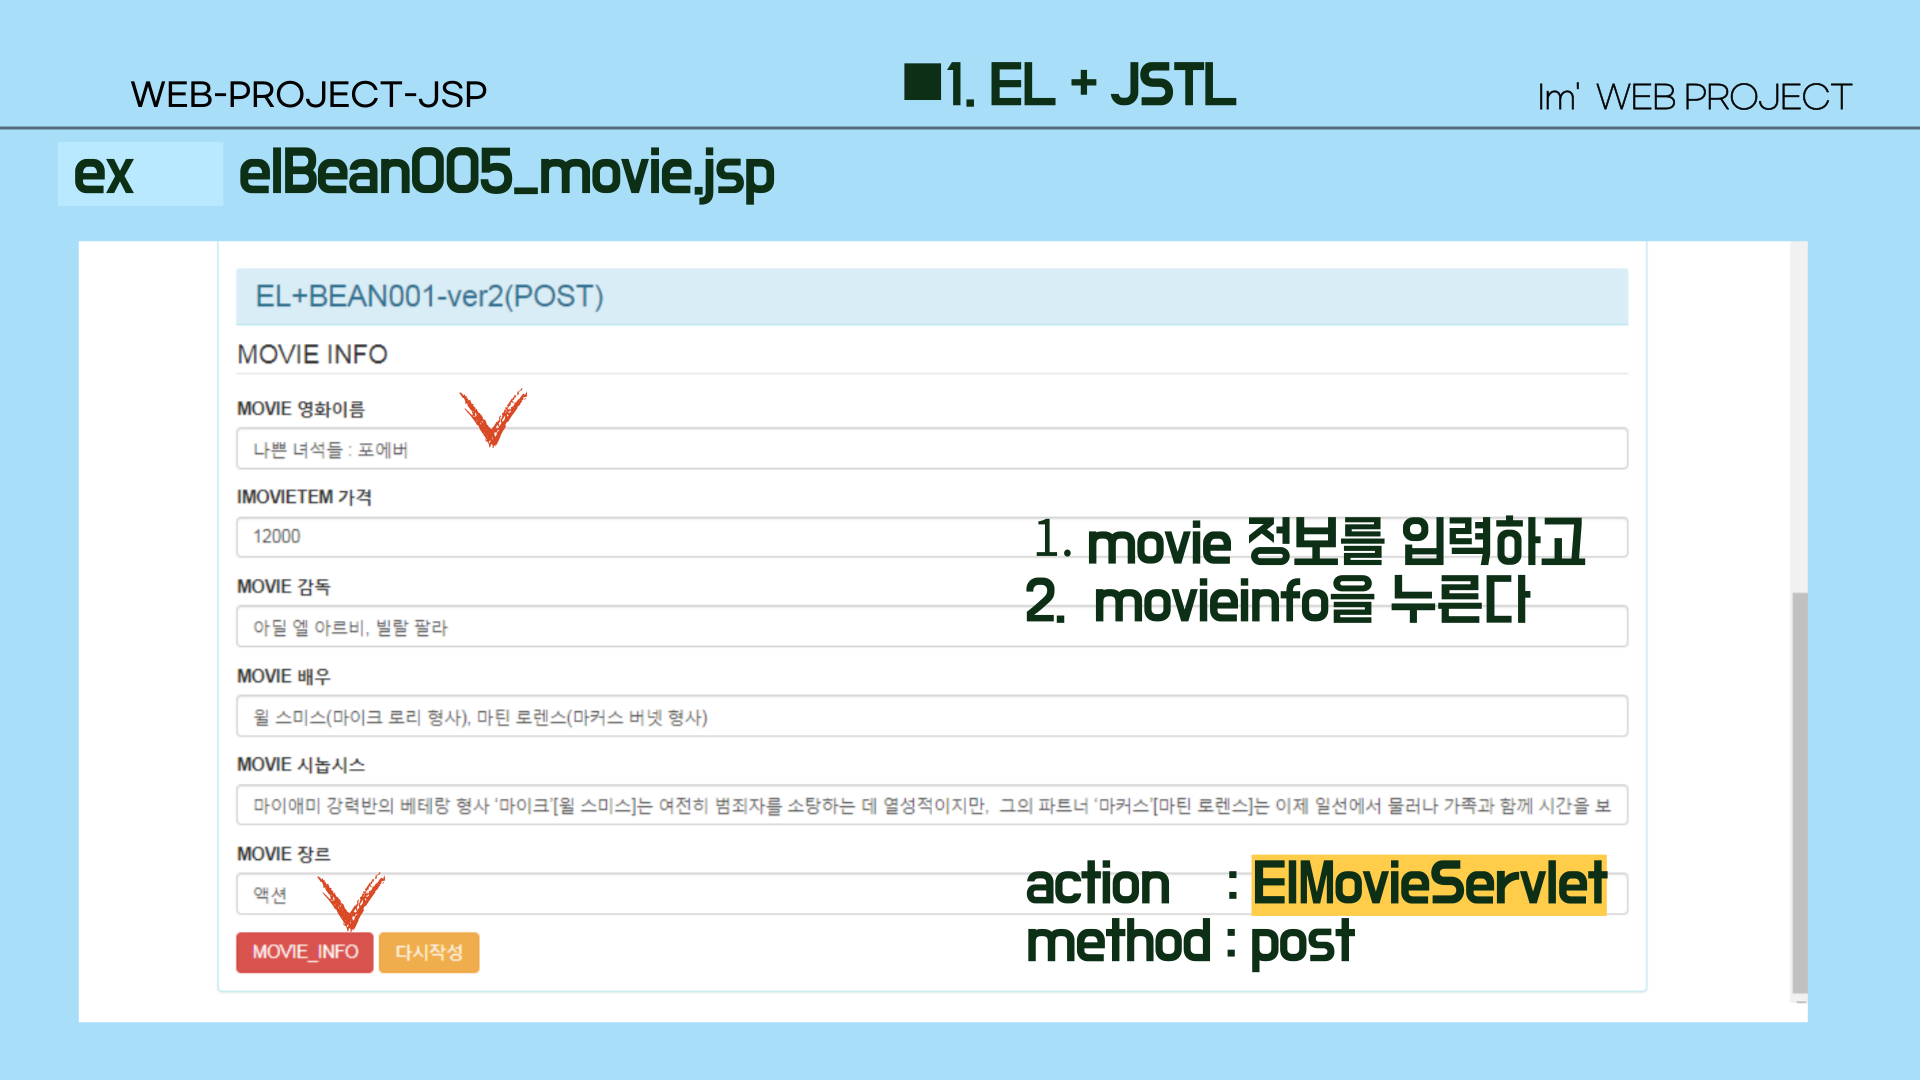 WEB-PROJECT-JSP
■1. EL + JSTL
Im' WEB PROJECT
ex elBean005_movie.jsp
EL+BEAN001-ver2(POST)
MOVIE INFO
MOVIE 영화이름
나쁜 녀석들 : 포에버
IMOVIETEM 가격
12000
1. movie 정보를 입력하고
MOVIE 감독
2. movieinfo을 누른다
아딜 엘 아르비, 빌랄 팔라
MOVIE 배우
윌 스미스(마이크 로리 형사), 마틴 로렌스(마커스 버넷 형사)
MOVIE 시놉시스
마이애미 강력반의 베테랑 형사 ‘마이크’[윌 스미스]는 여전히 범죄자를 소탕하는 데 열성적이지만, 그의 파트너 ‘마커스’[마틴 로렌스]는 이제 일선에서 물러나 가족과 함께 시간을 보
MOVIE 장르
액션
action : ElMovieServlet
method : post
MOVIE_INFO 다시작성